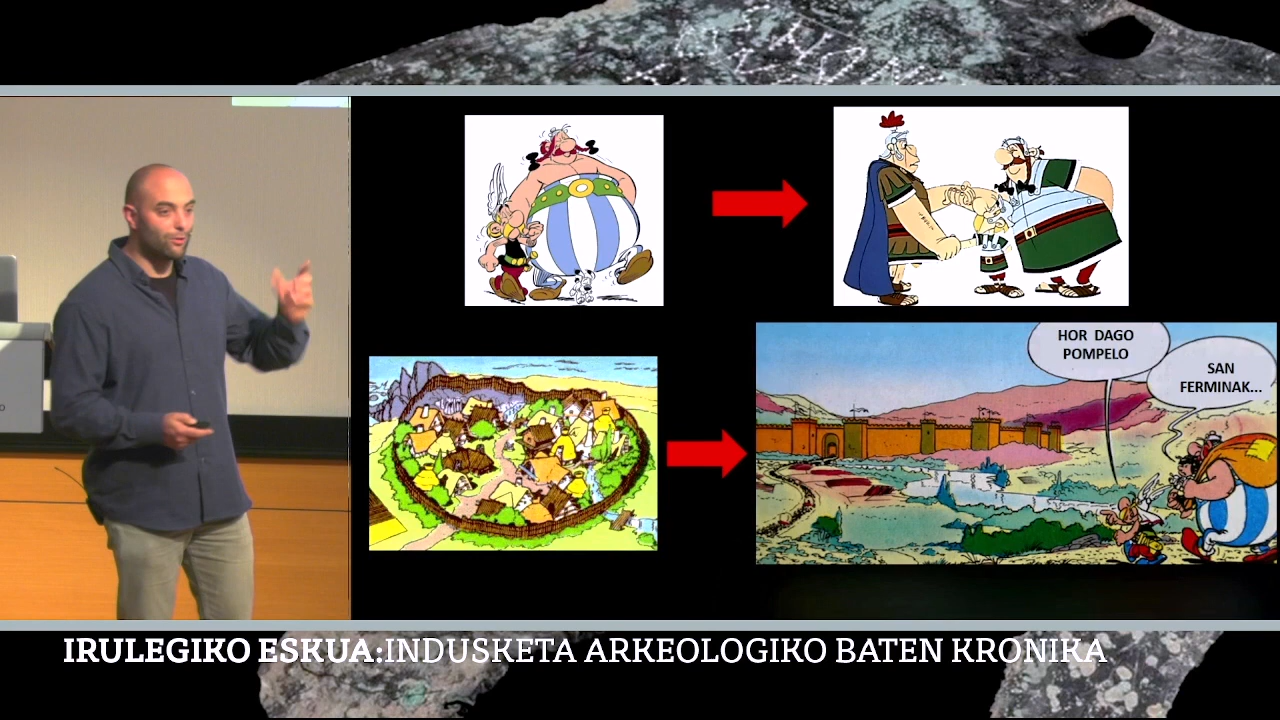 HOR DAGO
POMPELO
SAN
FERMINAK...
IRULEGIKO ESKUA:INDUSKETA ARKEOLOGIKO BATEN KRONIKA